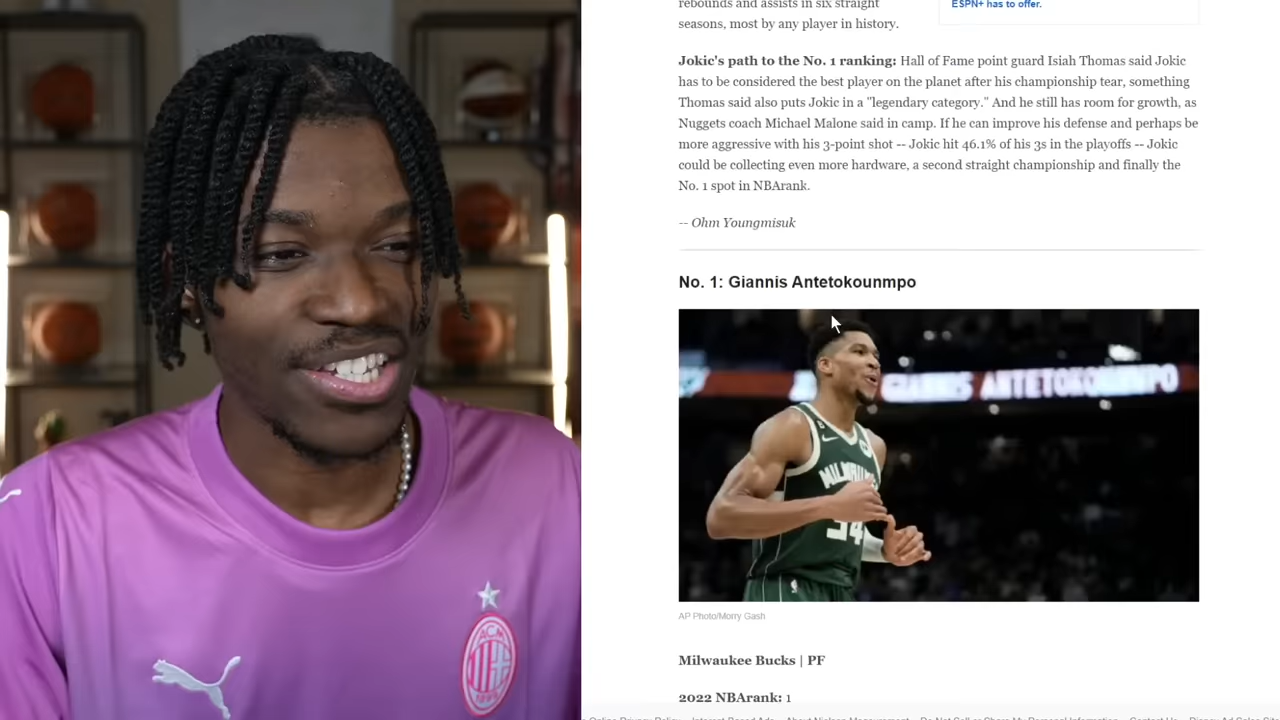 rebounds and assists in six straight
seasons, most by any player in history.
ESPN+ has to offer.
Jokic's path to the No. 1 ranking: Hall of Fame point guard Isiah Thomas said Jokic
has to be considered the best player on the planet after his championship tear, something
Thomas said also puts Jokic in a "legendary category." And he still has room for growth, as
Nuggets coach Michael Malone said in camp. If he can improve his defense and perhaps be
more aggressive with his 3-point shot -- Jokic hit 46.1% of his 3s in the playoffs -- Jokic
could be collecting even more hardware, a second straight championship and finally the
No. 1 spot in NBArank.
-- Ohm Youngmisuk
No. 1: Giannis Antetokounmpo
GIANNIS ANTETOKOUNMPO
34
AP Photo/Morry Gash
Milwaukee Bucks | PF
2022 NBArank: 1
ACM